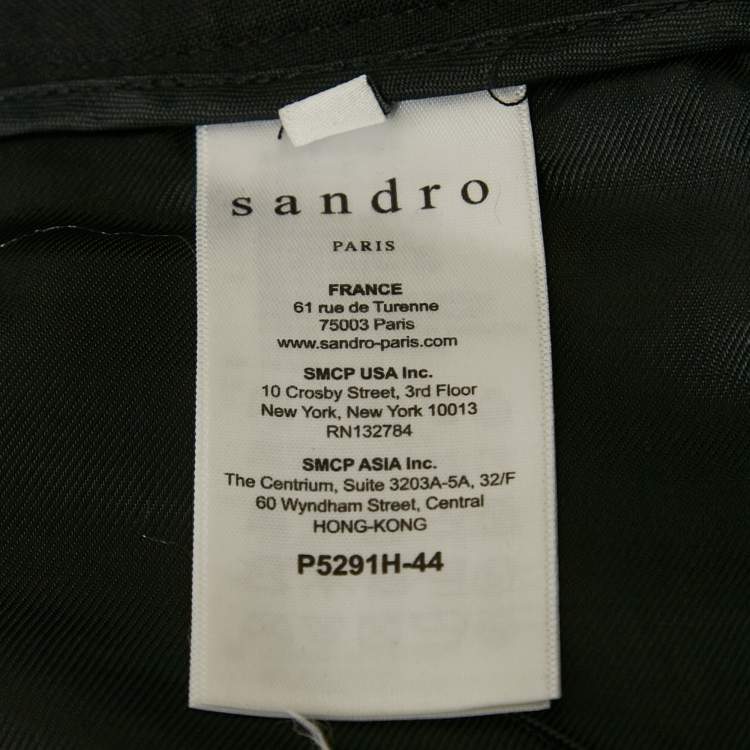 sandro
PARIS
FRANCE
61 rue de Turenne
75003 Paris
www.sandro-paris.com
SMCP USA Inc.
10 Crosby Street, 3rd Floor
New York, New York 10013
RN132784
SMCP ASIA Inc.
The Centrium, Suite 3203A-5A, 32/F
60 Wyndham Street, Central
HONG-KONG
P5291H-44